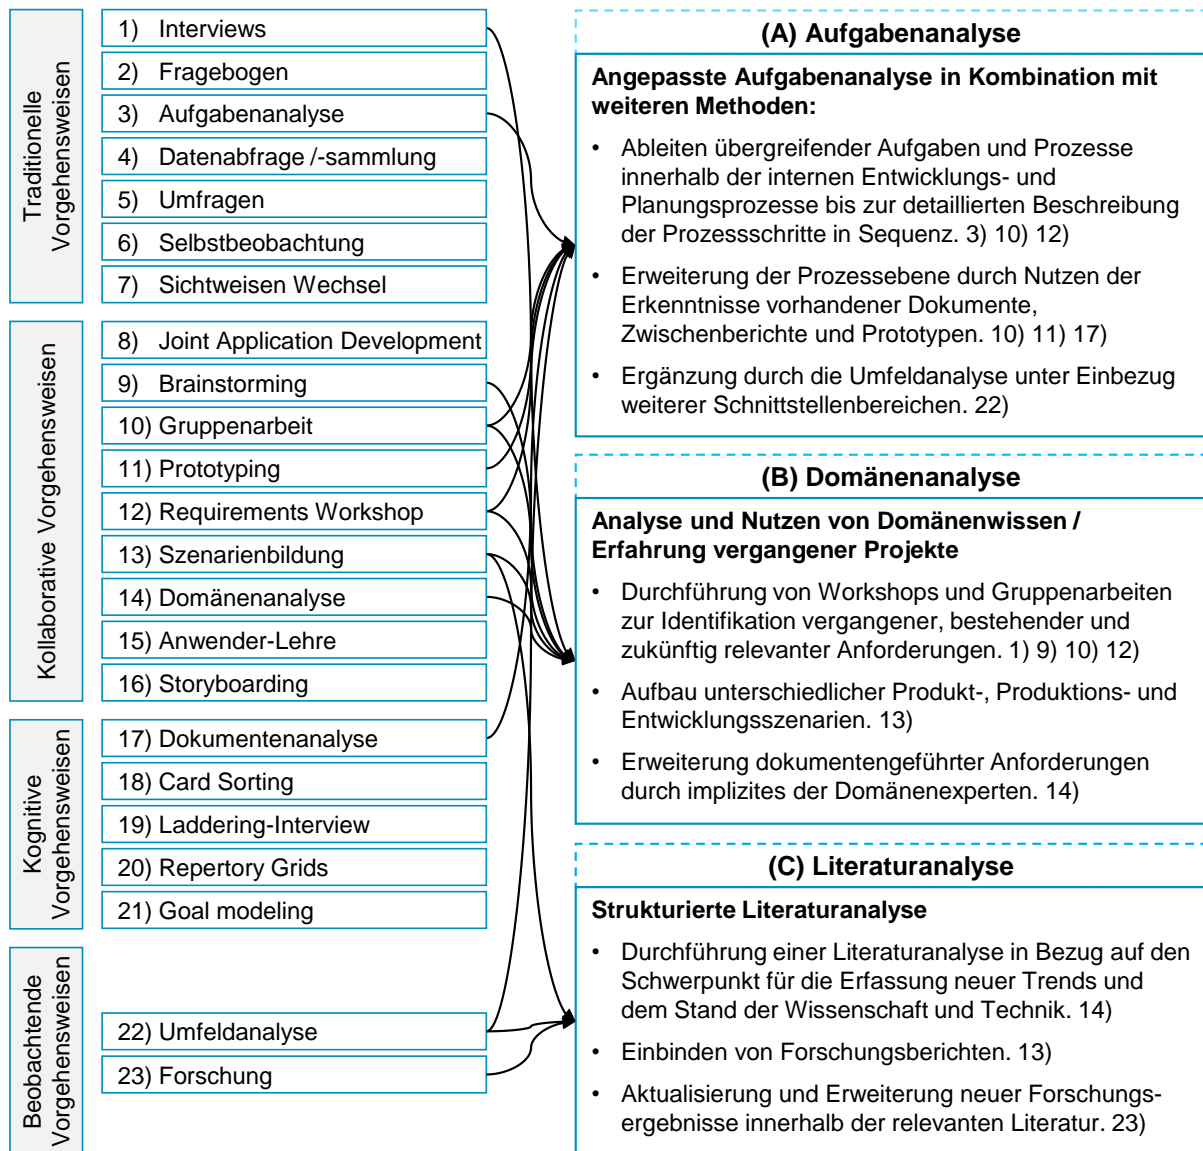 Traditionelle
Vorgehensweisen
1) Interviews
2) Fragebogen
3) Aufgabenanalyse
4) Datenabfrage /-sammlung
5) Umfragen
6) Selbstbeobachtung
7) Sichtweisen Wechsel
Kollaborative Vorgehensweisen
8) Joint Application Development
9) Brainstorming
10) Gruppenarbeit
11) Prototyping
12) Requirements Workshop
13) Szenarienbildung
14) Domänenanalyse
15) Anwender-Lehre
16) Storyboarding
Kognitive
Vorgehensweisen
17) Dokumentenanalyse
18) Card Sorting
19) Laddering-Interview
20) Repertory Grids
21) Goal modeling
Beobachtende
Vorgehensweisen
22) Umfeldanalyse
23) Forschung
(A) Aufgabenanalyse
Angepasste Aufgabenanalyse in Kombination mit
weiteren Methoden:
• Ableiten übergreifender Aufgaben und Prozesse
innerhalb der internen Entwicklungs- und
Planungsprozesse bis zur detaillierten Beschreibung
der Prozessschritte in Sequenz. 3) 10) 12)
• Erweiterung der Prozessebene durch Nutzen der
Erkenntnisse vorhandener Dokumente,
Zwischenberichte und Prototypen. 10) 11) 17)
• Ergänzung durch die Umfeldanalyse unter Einbezug
weiterer Schnittstellenbereichen. 22)
(B) Domänenanalyse
Analyse und Nutzen von Domänenwissen /
Erfahrung vergangener Projekte
• Durchführung von Workshops und Gruppenarbeiten
zur Identifikation vergangener, bestehender und
zukünftig relevanter Anforderungen. 1) 9) 10) 12)
• Aufbau unterschiedlicher Produkt-, Produktions- und
Entwicklungsszenarien. 13)
• Erweiterung dokumentengeführter Anforderungen
durch implizites der Domänenexperten. 14)
(C) Literaturanalyse
Strukturierte Literaturanalyse
• Durchführung einer Literaturanalyse in Bezug auf den
Schwerpunkt für die Erfassung neuer Trends und
dem Stand der Wissenschaft und Technik. 14)
• Einbinden von Forschungsberichten. 13)
• Aktualisierung und Erweiterung neuer Forschungs-
ergebnisse innerhalb der relevanten Literatur. 23)